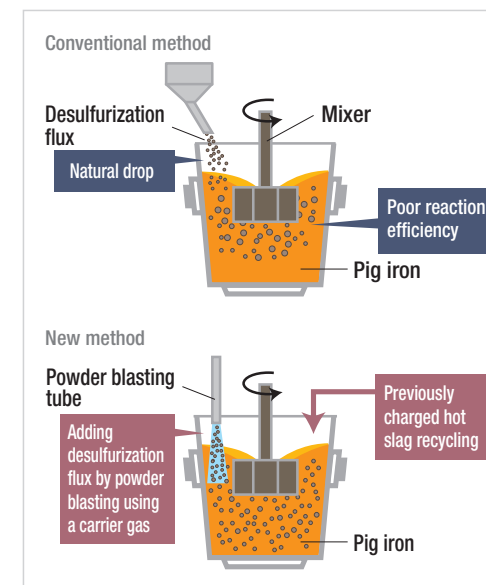 Conventional method
Desulfurization
flux
Mixer
Natural drop
Poor reaction
efficiency
Pig iron
New method
Powder blasting
tube
Adding
desulfurization
flux by powder
blasting using
a carrier gas
Previously
charged hot
slag recycling
Pig iron